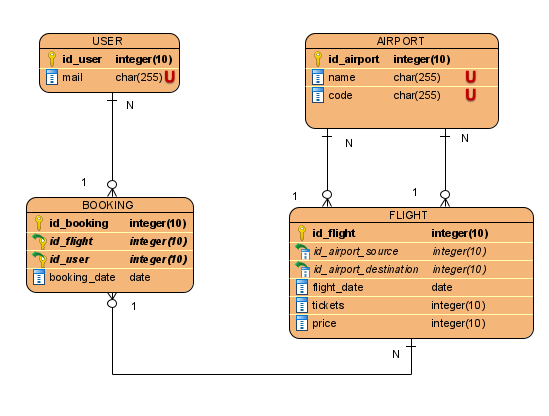 USER
id_user integer(10)
mail char(255) U
AIRPORT
id_airport integer(10)
name char(255) U
code char(255) U
N
N
N
1
1
1
BOOKING
id_booking integer(10)
id_flight integer(10)
id_user integer(10)
booking_date date
FLIGHT
id_flight integer(10)
id_airport_source integer(10)
id_airport_destination integer(10)
flight_date date
tickets integer(10)
price integer(10)
1
N